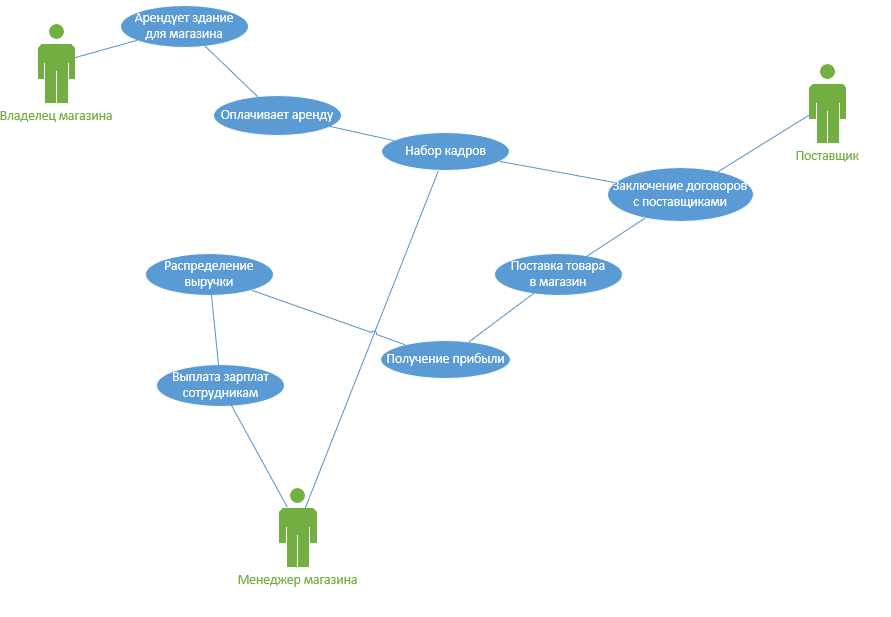 Арендует здание
для магазина
Владелец магазина
Оплачивает аренду
Набор кадров
Поставщик
Заключение договоров
с поставщиками
Распределение
выручки
Поставка товара
в магазин
Получение прибыли
Выплата зарплат
сотрудникам
Менеджер магазина